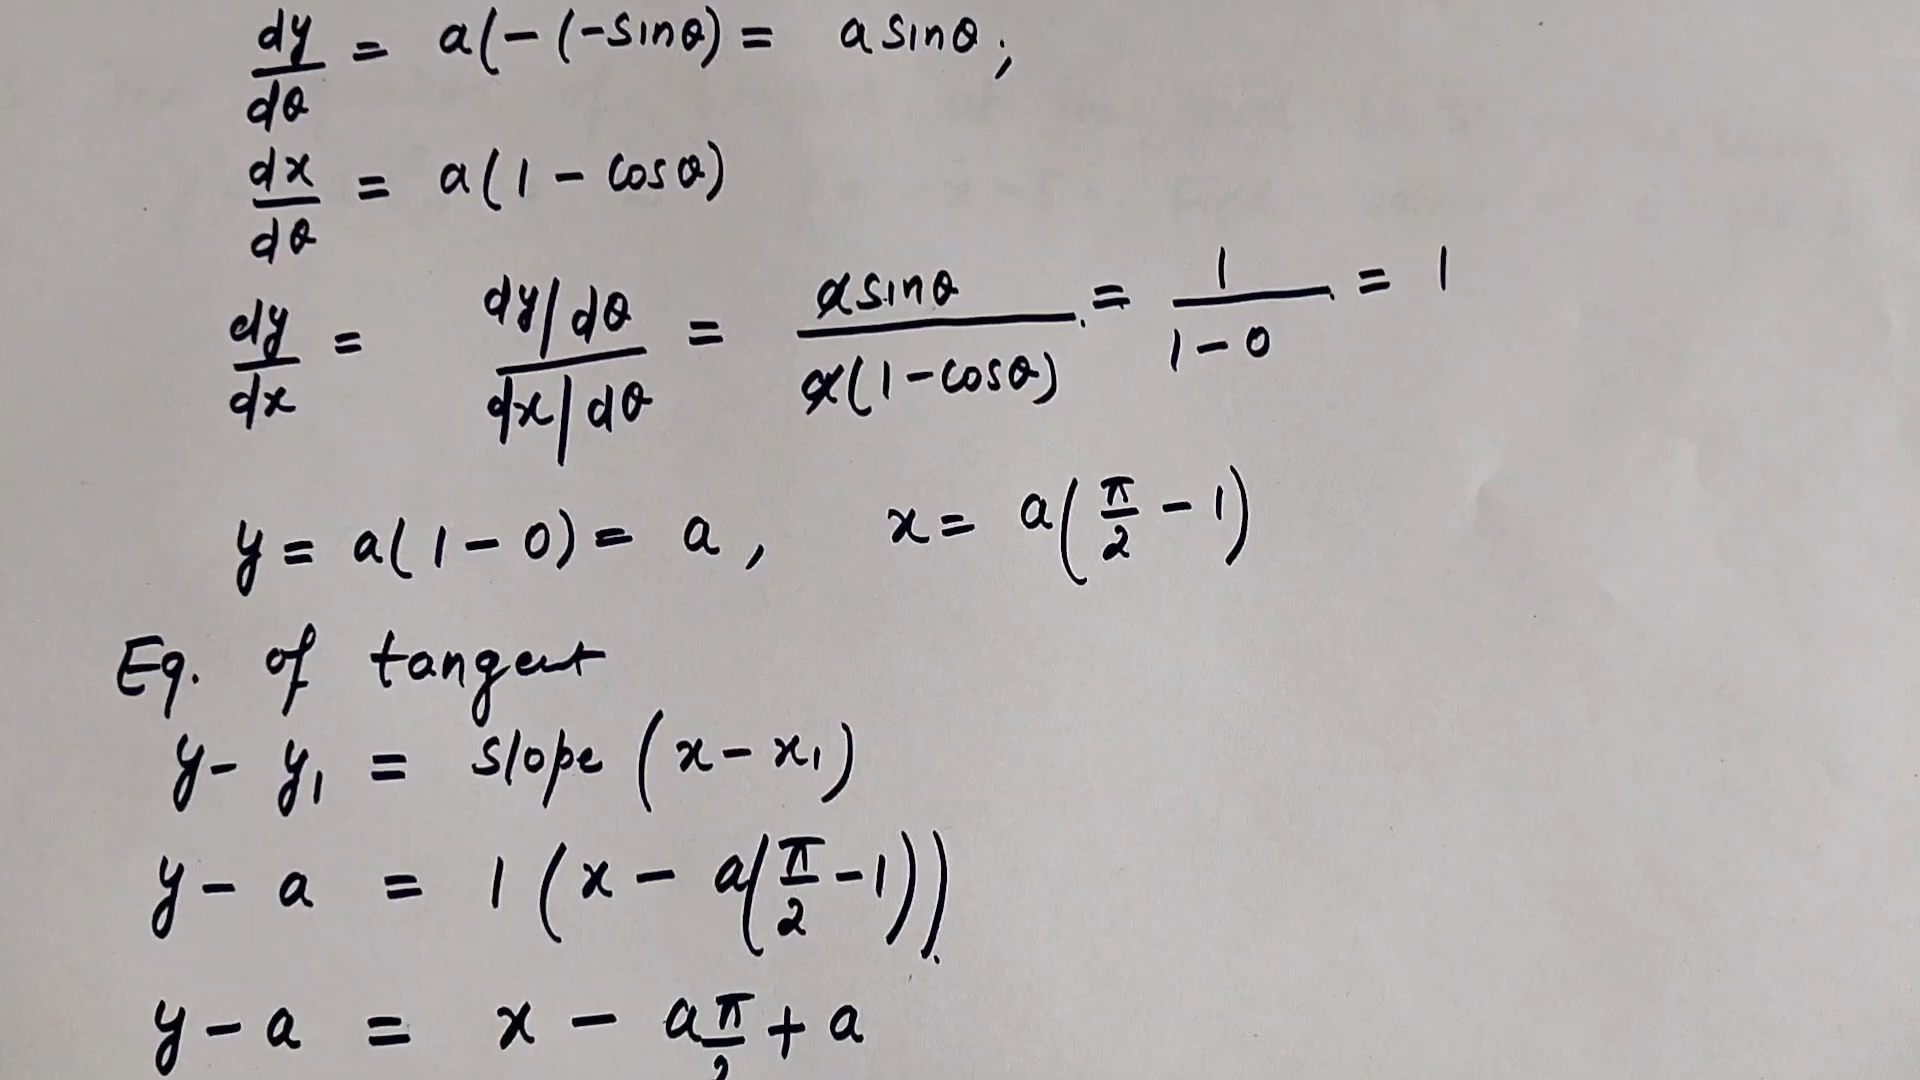 dy/dθ = a(-(-sinθ) = a sinθ;
dx/dθ = a(1 - cosθ)
dy/dx = (dy/dθ)/(dx/dθ) = (a sinθ)/(a(1-cosθ)) = 1/(1-0) = 1
y = a(1-0) = a, x = a(π/2 - 1)
Eq. of tangent
y - y₁ = slope (x - x₁)
y - a = 1(x - a(π/2 - 1))
y - a = x - aπ/2 + a